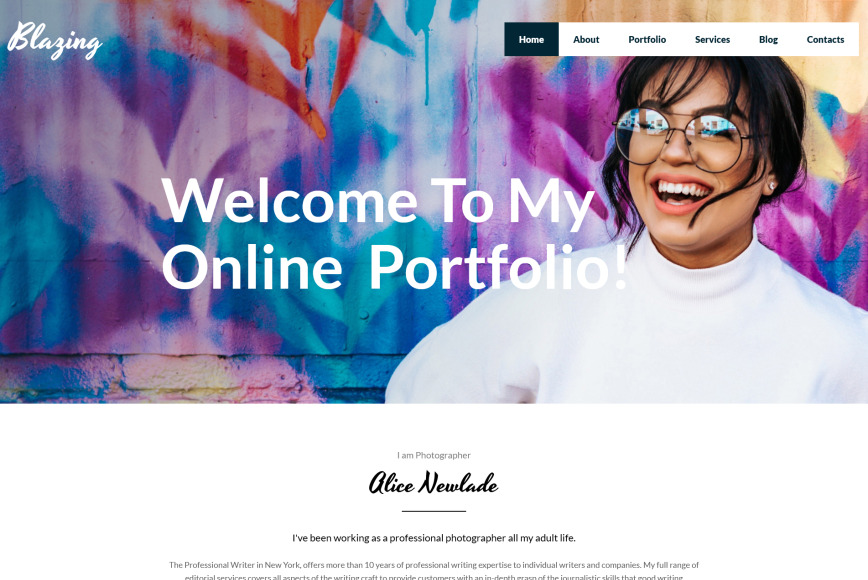 Blazing
Home About Portfolio Services Blog Contacts
Welcome To My
Online Portfolio!
I am Photographer
Alice Newlade
I've been working as a professional photographer all my adult life.
The Professional Writer in New York, offers more than 10 years of professional writing expertise to individual writers and companies. My full range of
editorial services covers all aspects of the writing craft to provide customers with an in-depth grasp of the journalistic skills that good writing